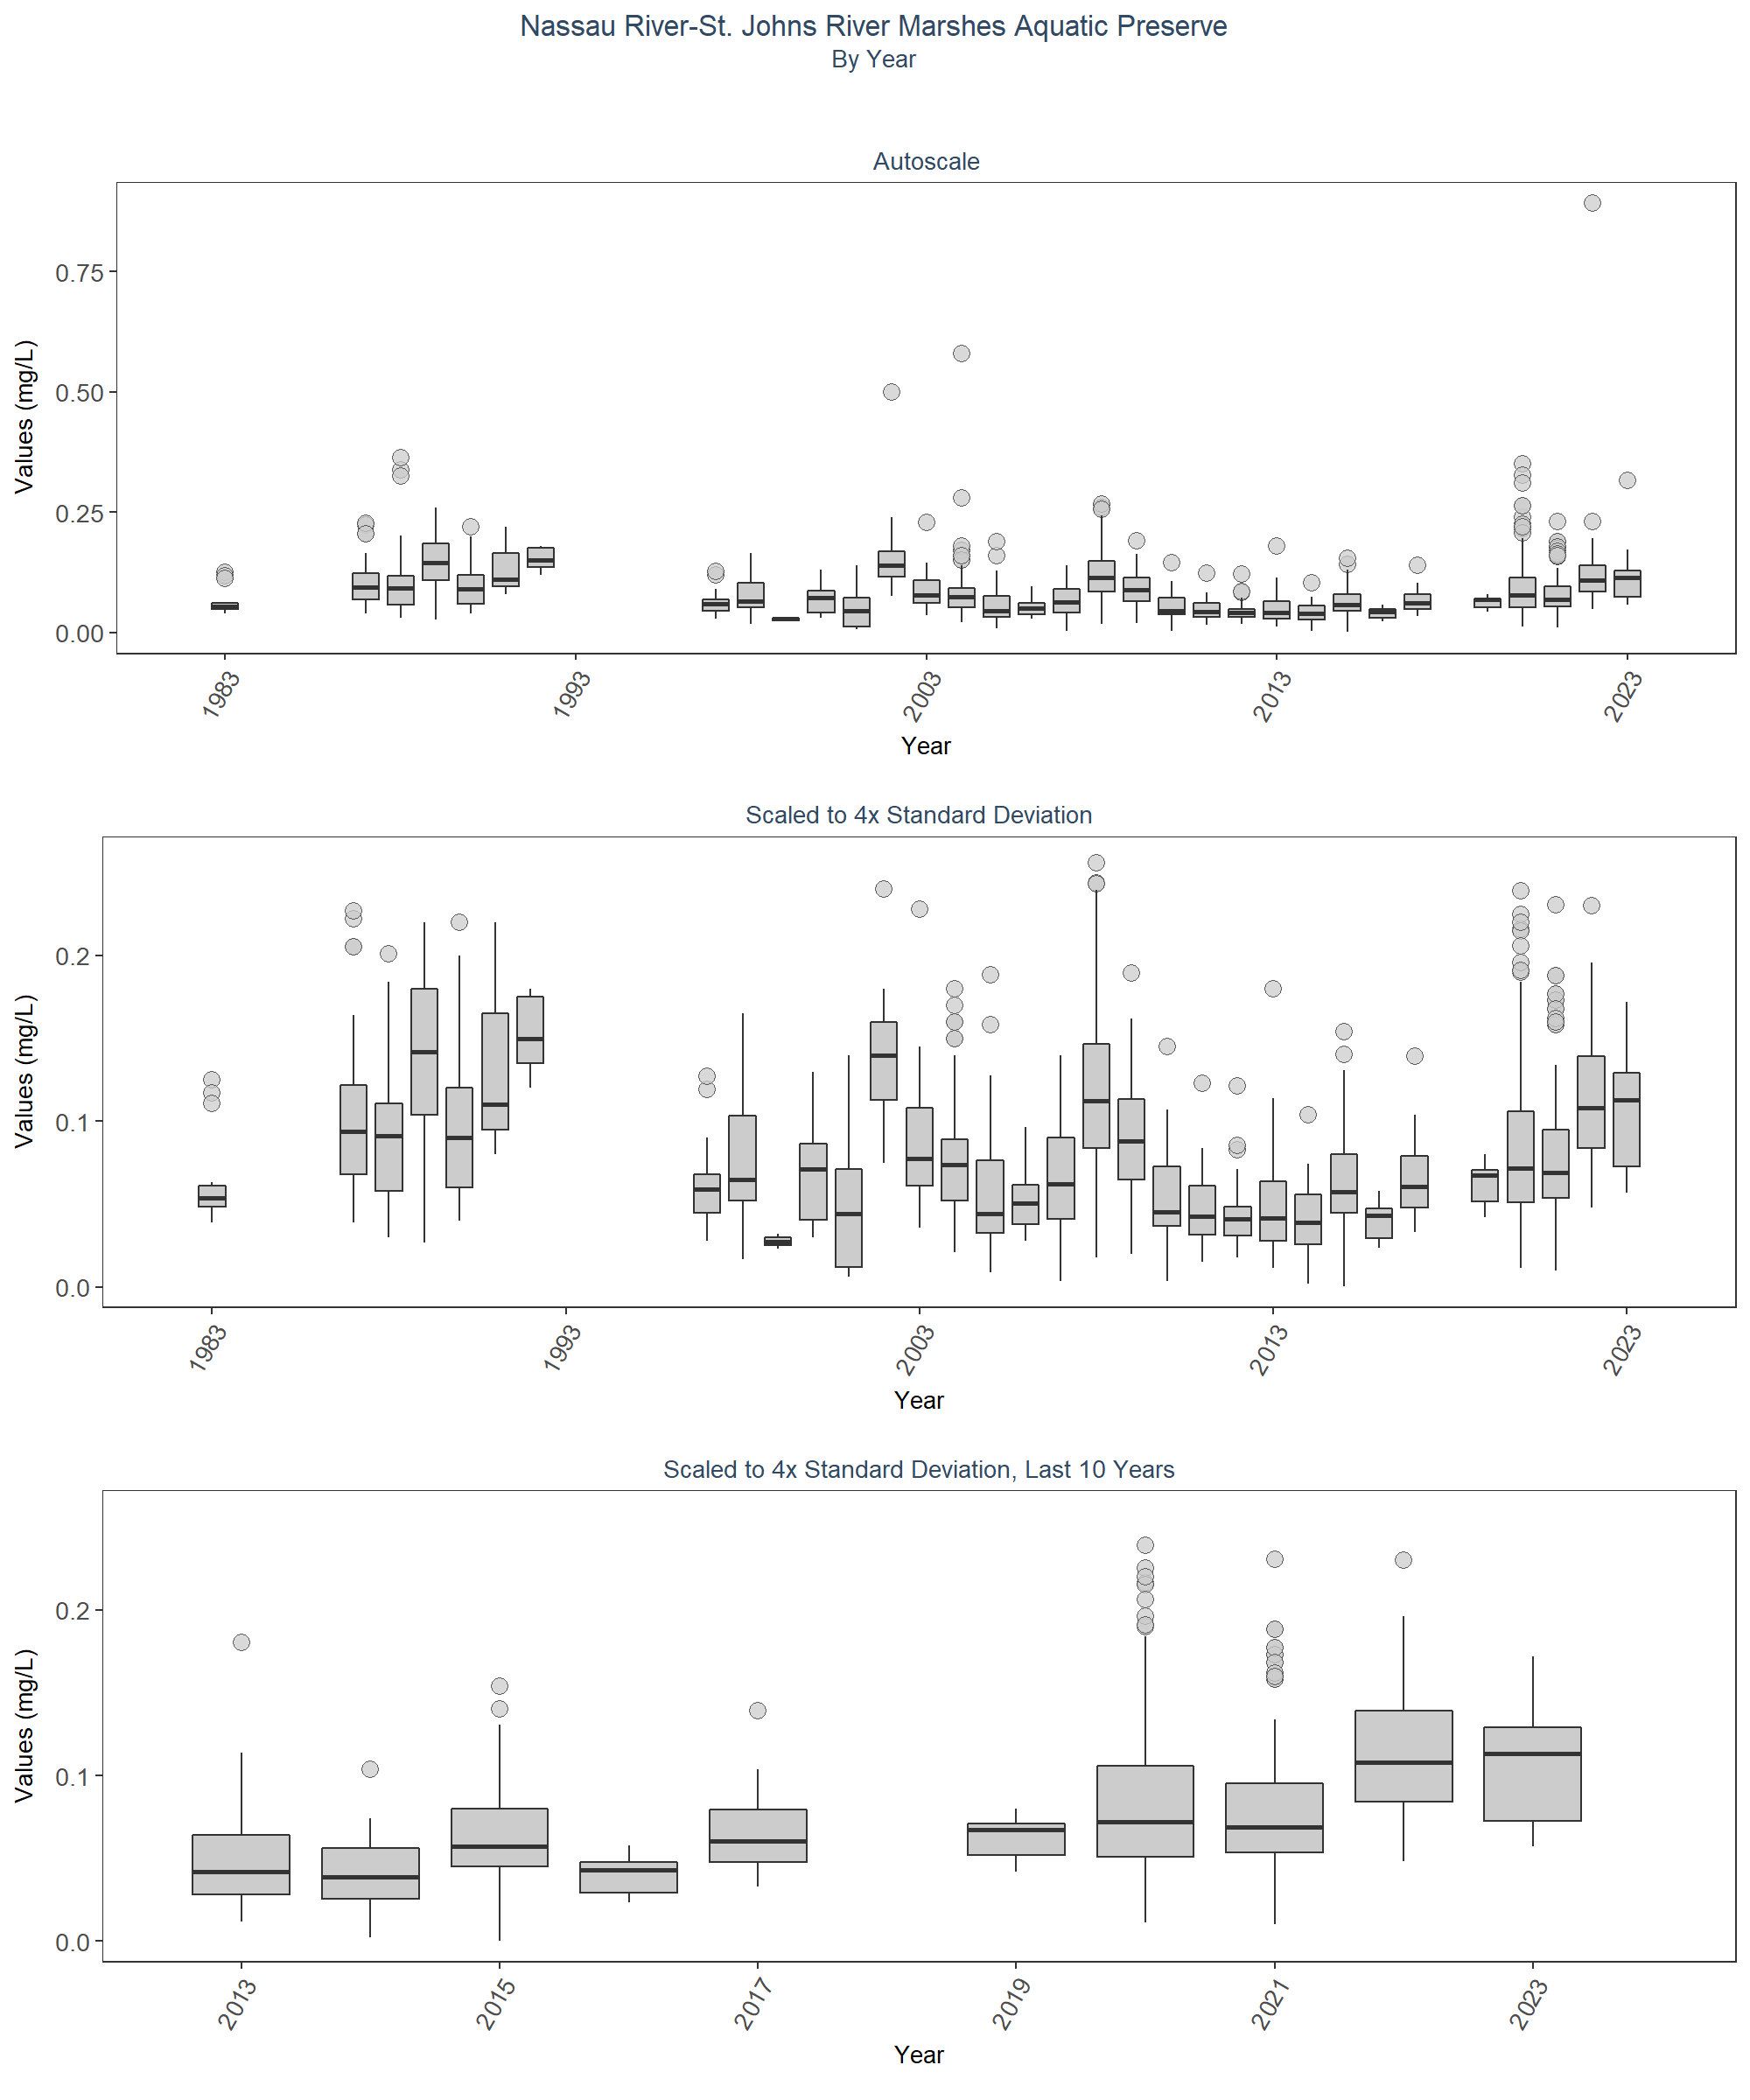 Nassau River-St. Johns River Marshes Aquatic Preserve
By Year
Autoscale
Values (mg/L)
0.75
0.50
0.25
0.00
1983
1993
2003
2013
2023
Year
Scaled to 4x Standard Deviation
Values (mg/L)
0.2
0.1
0.0
1983
1993
2003
2013
2023
Year
Scaled to 4x Standard Deviation, Last 10 Years
Values (mg/L)
0.2
0.1
0.0
2013
2015
2017
2019
2021
2023
Year